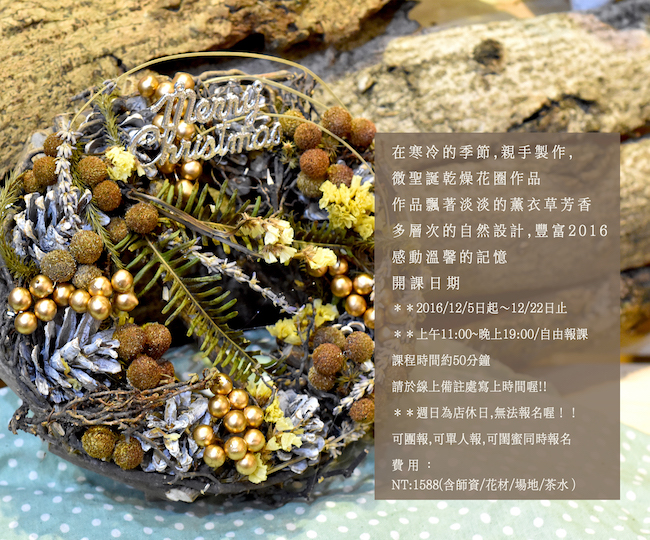 Merry
Christmas
在寒冷的季節,親手製作,
微聖誕乾燥花圈作品
作品飄著淡淡的薰衣草芳香
多層次的自然設計,豐富2016
感動溫馨的記憶
開課日期
＊＊2016/12/5日起～12/22日止
＊＊上午11:00~晚上19:00/自由報課
課程時間約50分鐘
請於線上備註處寫上時間喔!!
＊＊週日為店休日,無法報名喔！！
可團報,可單人報,可閨蜜同時報名
費用：
NT:1588(含師資/花材/場地/茶水)